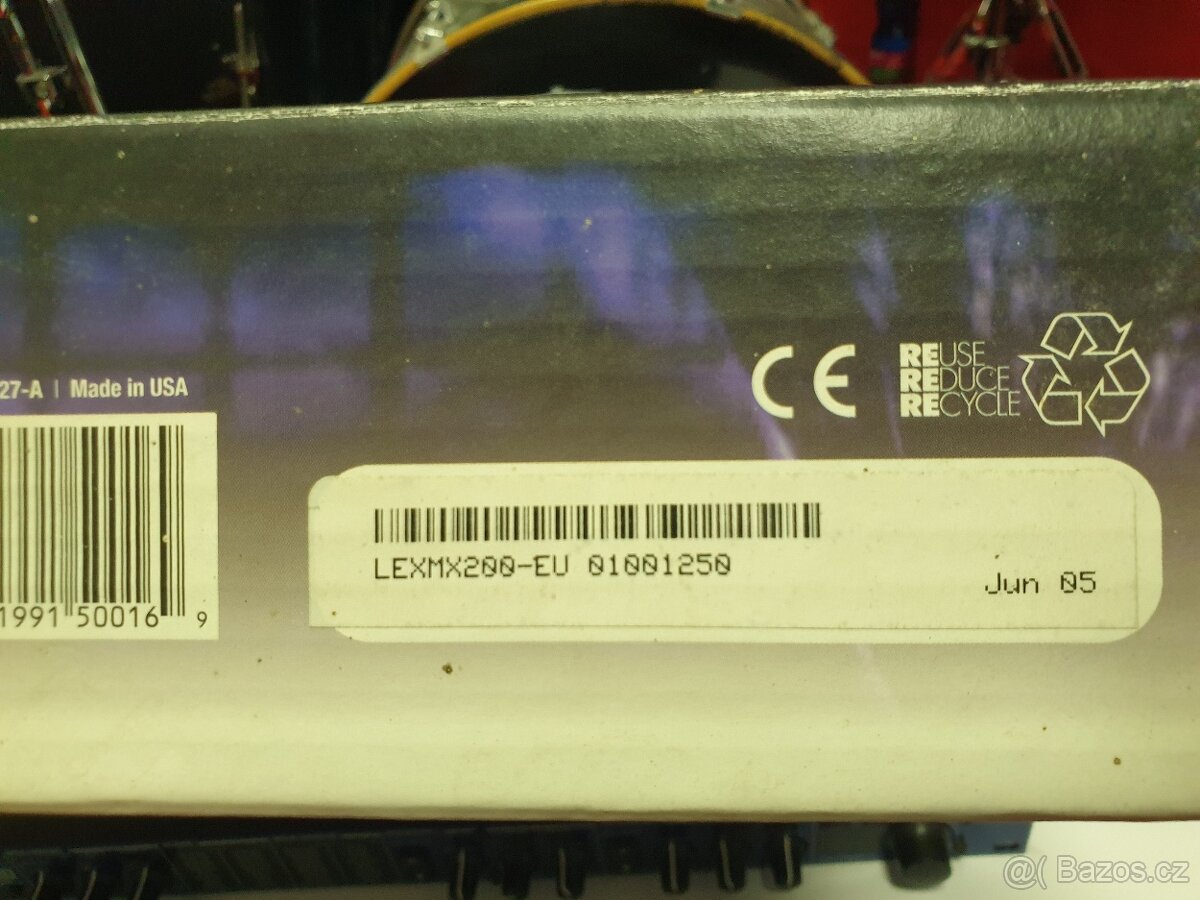 27-A | Made in USA
1991 50016 9
CE
REUSE
REDUCE
RECYCLE
LEXMX200-EU 01001250
Jun 05
@( Bazos.cz